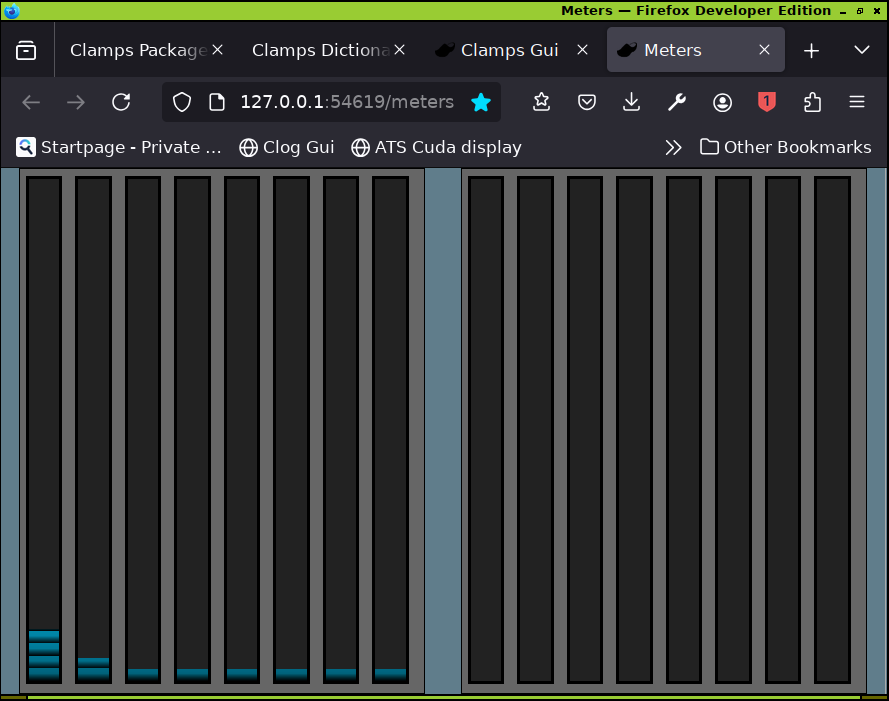 Meters — Firefox Developer Edition
Clamps Package Clamps Dictiona Clamps Gui Meters
127.0.0.1:54619/meters 1
Startpage - Private ... Clog Gui ATS Cuda display Other Bookmarks